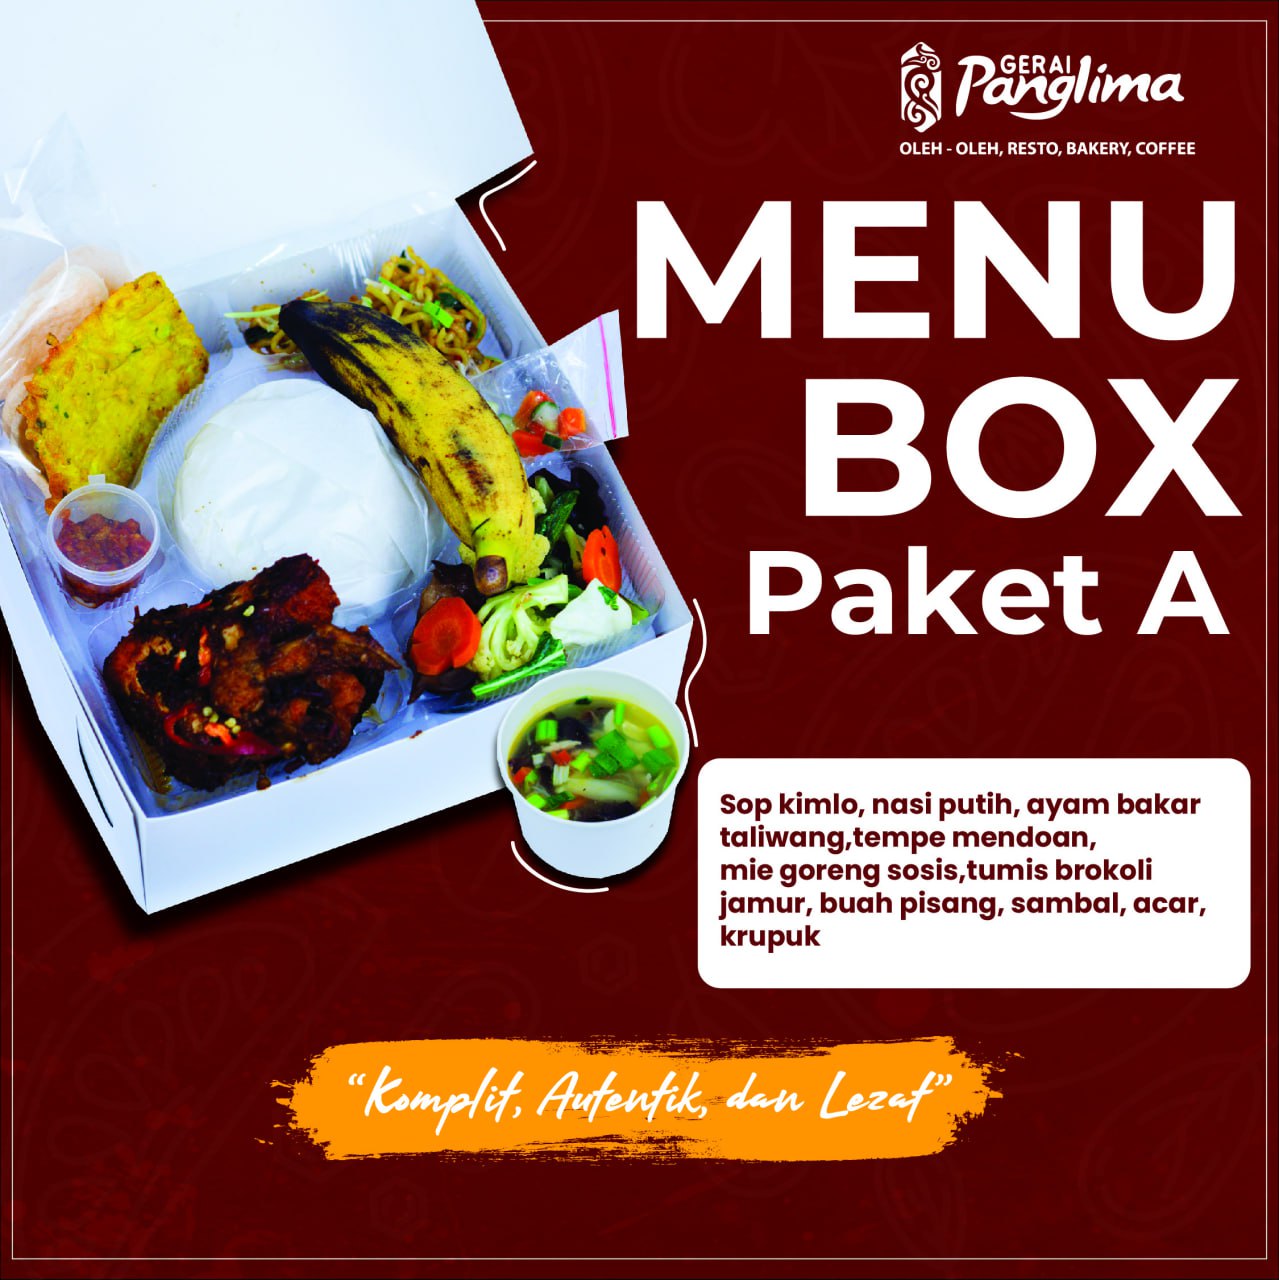 GERAI
Panglima
OLEH - OLEH, RESTO, BAKERY, COFFEE
MENU
BOX
Paket A
Sop kimlo, nasi putih, ayam bakar
taliwang,tempe mendoan,
mie goreng sosis,tumis brokoli
jamur, buah pisang, sambal, acar,
krupuk
“Komplit, Autentik, dan Lezat”